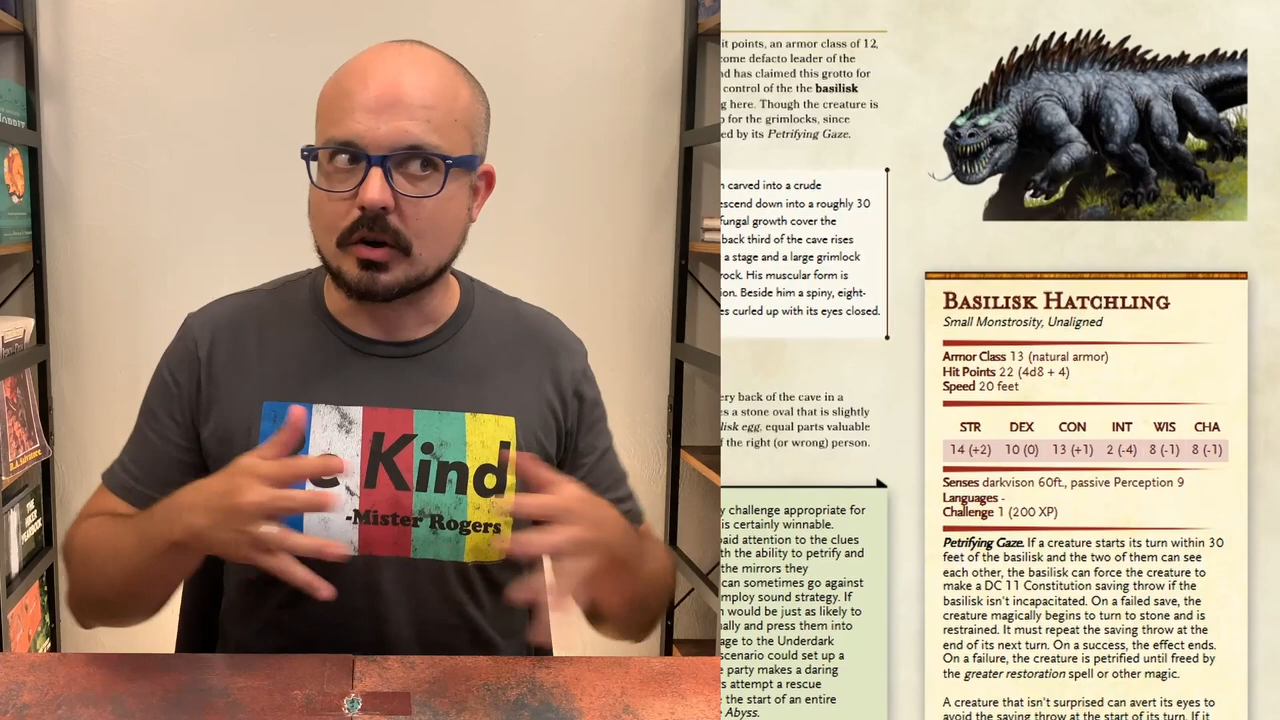 e Kind
-Mister Rogers
R.A. SALVATORE
it points, an armor class of 12,
come defacto leader of the
nd has claimed this grotto for
control of the the basilisk
g here. Though the creature is
o for the grimlocks, since
ed by its Petrifying Gaze.
n carved into a crude
escend down into a roughly 30
fungal growth cover the
back third of the cave rises
a stage and a large grimlock
rock. His muscular form is
ion. Beside him a spiny, eight-
es curled up with its eyes closed.
ery back of the cave in a
es a stone oval that is slightly
lisk egg, equal parts valuable
f the right (or wrong) person.
y challenge appropriate for
is certainly winnable.
paid attention to the clues
th the ability to petrify and
the mirrors they
can sometimes go against
mploy sound strategy. If
n would be just as likely to
ally and press them into
age to the Underdark
scenario could set up a
e party makes a daring
s attempt a rescue
the start of an entire
e Abyss.
Basilisk Hatchling
Small Monstrosity, Unaligned
Armor Class 13 (natural armor)
Hit Points 22 (4d8 + 4)
Speed 20 feet
STR DEX CON INT WIS CHA
14 (+2) 10 (0) 13 (+1) 2 (-4) 8 (-1) 8 (-1)
Senses darkvision 60ft., passive Perception 9
Languages -
Challenge 1 (200 XP)
Petrifying Gaze. If a creature starts its turn within 30
feet of the basilisk and the two of them can see
each other, the basilisk can force the creature to
make a DC 11 Constitution saving throw if the
basilisk isn't incapacitated. On a failed save, the
creature magically begins to turn to stone and is
restrained. It must repeat the saving throw at the
end of its next turn. On a success, the effect ends.
On a failure, the creature is petrified until freed by
the greater restoration spell or other magic.
A creature that isn't surprised can avert its eyes to
avoid the saving throw at the start of its turn. If it